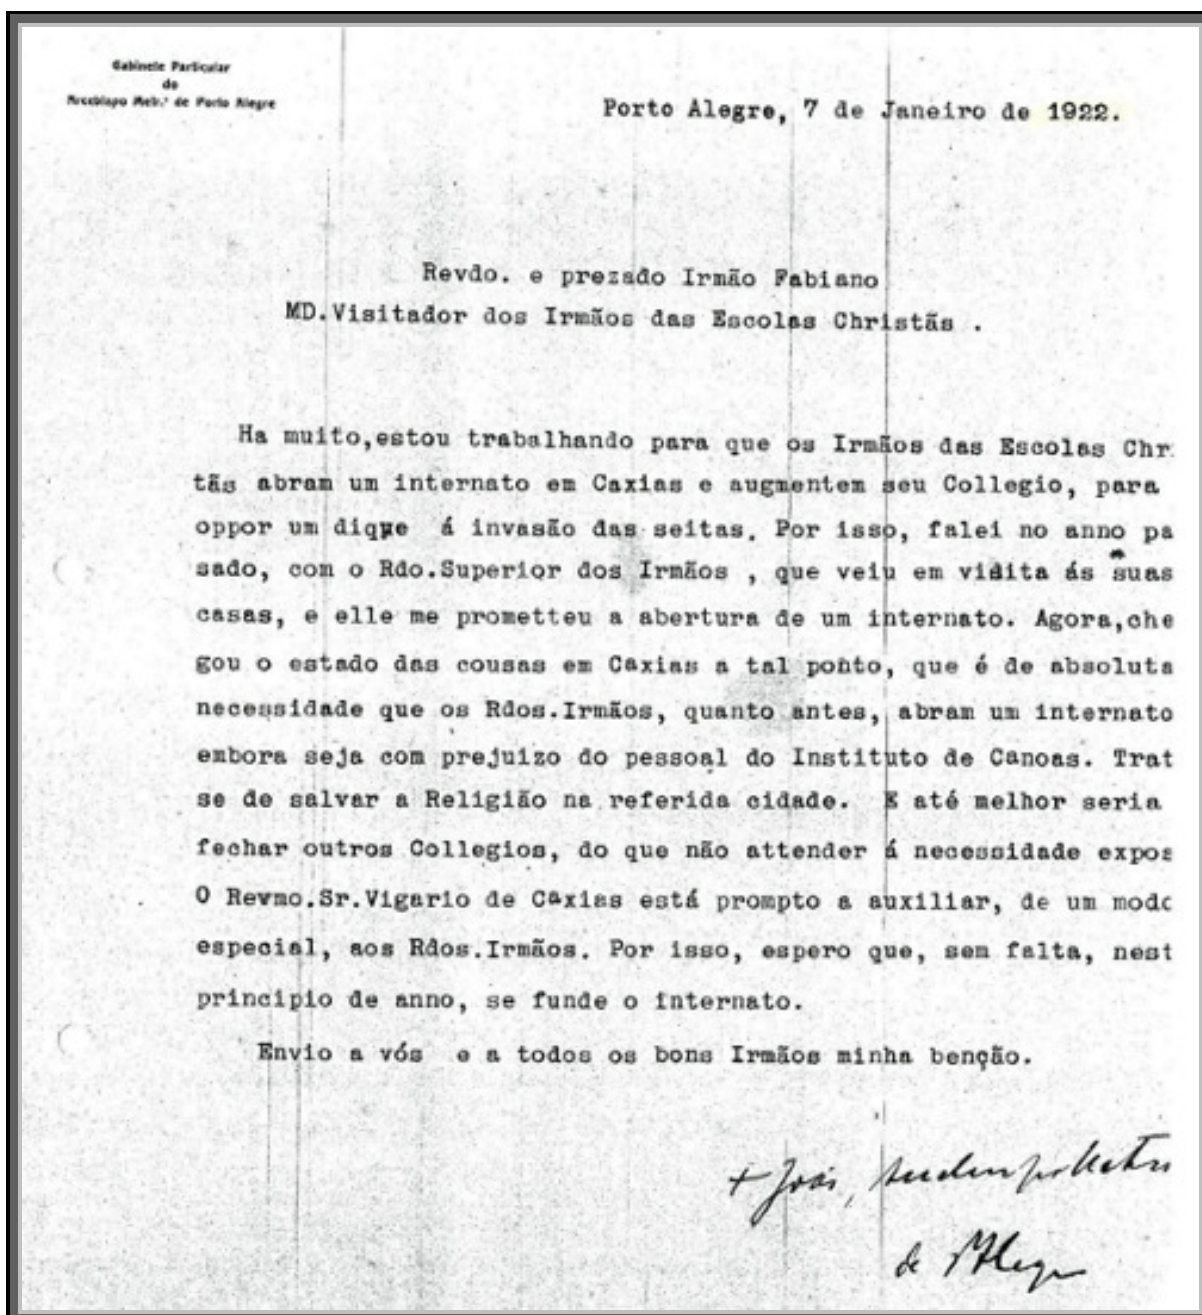 Gabinete Particular
do
Arcebispo Metr.º de Porto Alegre
Porto Alegre, 7 de Janeiro de 1922.
Revdo. e prezado Irmão Fabiano
MD.Visitador dos Irmãos das Escolas Christãs .
Ha muito,estou trabalhando para que os Irmãos das Escolas Chr
tãs abram um internato em Caxias e augmentem seu Collegio, para
oppor um dique á invasão das seitas. Por isso, falei no anno pa
sado, com o Rdo.Superior dos Irmãos , que veiu em visita ás suas
casas, e elle me prometteu a abertura de um internato. Agora,che
gou o estado das cousas em Caxias a tal ponto, que é de absoluta
necessidade que os Rdos.Irmãos, quanto antes, abram um internato
embora seja com prejuizo do pessoal do Instituto de Canoas. Trat
se de salvar a Religião na referida cidade. E até melhor seria
fechar outros Collegios, do que não attender á necessidade expos
O Revmo.Sr.Vigario de Caxias está prompto a auxiliar, de um modo
especial, aos Rdos.Irmãos. Por isso, espero que, sem falta, nest
principio de anno, se funde o internato.
Envio a vós e a todos os bons Irmãos minha benção.
+ João,
de PAlegre